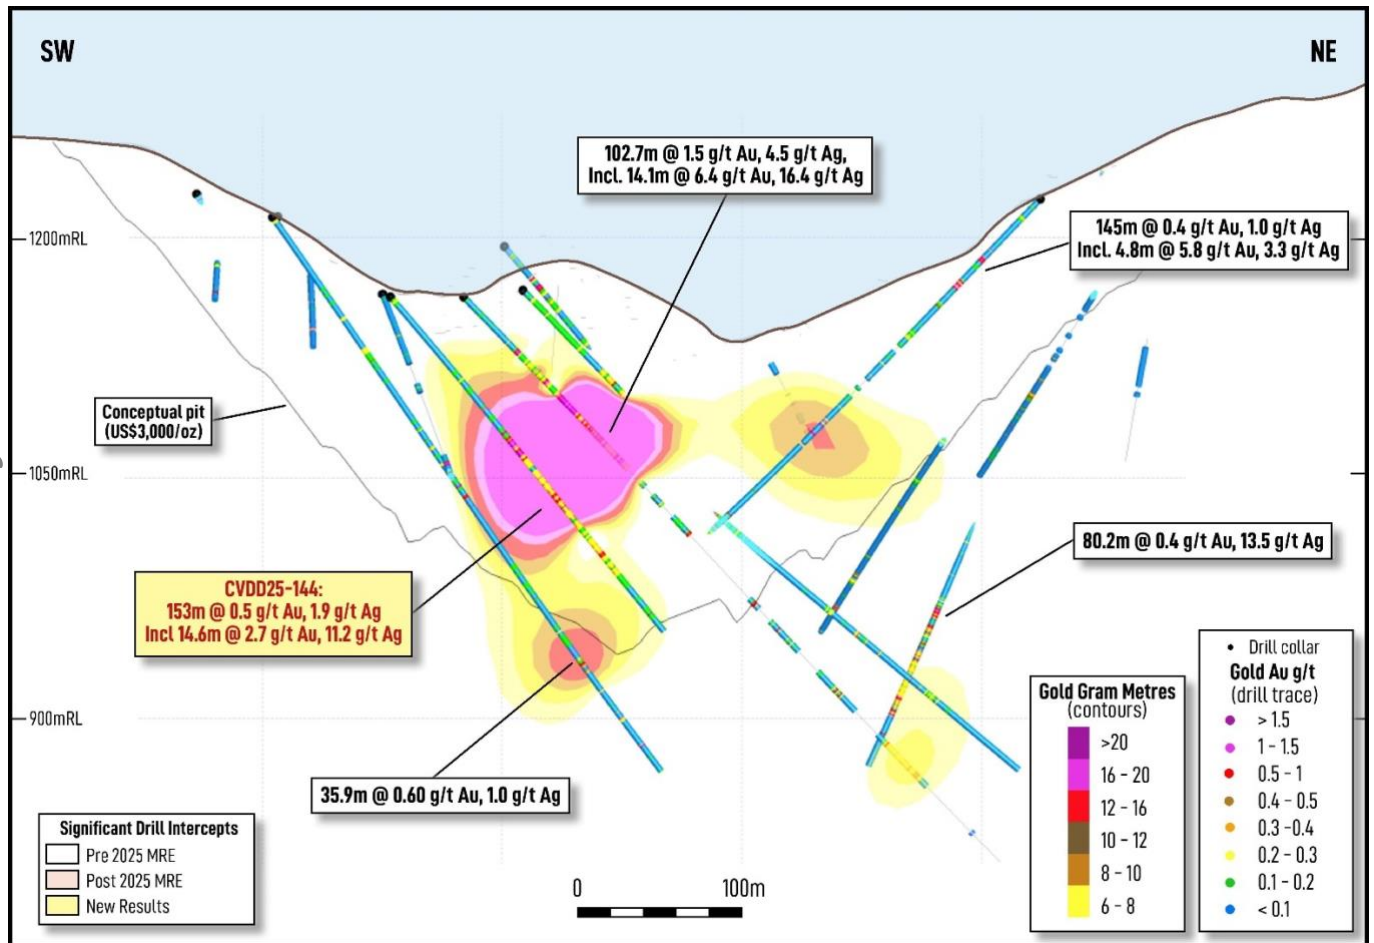 SW
NE
102.7m @ 1.5 g/t Au, 4.5 g/t Ag,
Incl. 14.1m @ 6.4 g/t Au, 16.4 g/t Ag
145m @ 0.4 g/t Au, 1.0 g/t Ag
Incl. 4.8m @ 5.8 g/t Au, 3.3 g/t Ag
1200mRL
Conceptual pit
(US$3,000/oz)
1050mRL
80.2m @ 0.4 g/t Au, 13.5 g/t Ag
CVDD25-144:
153m @ 0.5 g/t Au, 1.9 g/t Ag
Incl 14.6m @ 2.7 g/t Au, 11.2 g/t Ag
900mRL
35.9m @ 0.60 g/t Au, 1.0 g/t Ag
Significant Drill Intercepts
Pre 2025 MRE
Post 2025 MRE
New Results
0 100m
Gold Gram Metres
(contours)
>20
16 - 20
12 - 16
10 - 12
8 - 10
6 - 8
Drill collar
Gold Au g/t
(drill trace)
> 1.5
1 - 1.5
0.5 - 1
0.4 - 0.5
0.3 -0.4
0.2 - 0.3
0.1 - 0.2
< 0.1